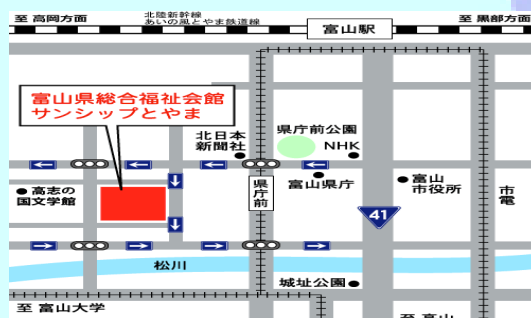 至 高岡方面
北陸新幹線
あいの風とやま鉄道線
富山駅
至 黒部方面
富山県総合福祉会館
サンシップとやま
北日本
新聞社
県庁前公園
NHK
高志の
国文学館
県庁前
富山県庁
富山
市役所
市電
41
松川
城址公園
至 富山大学
至 高山